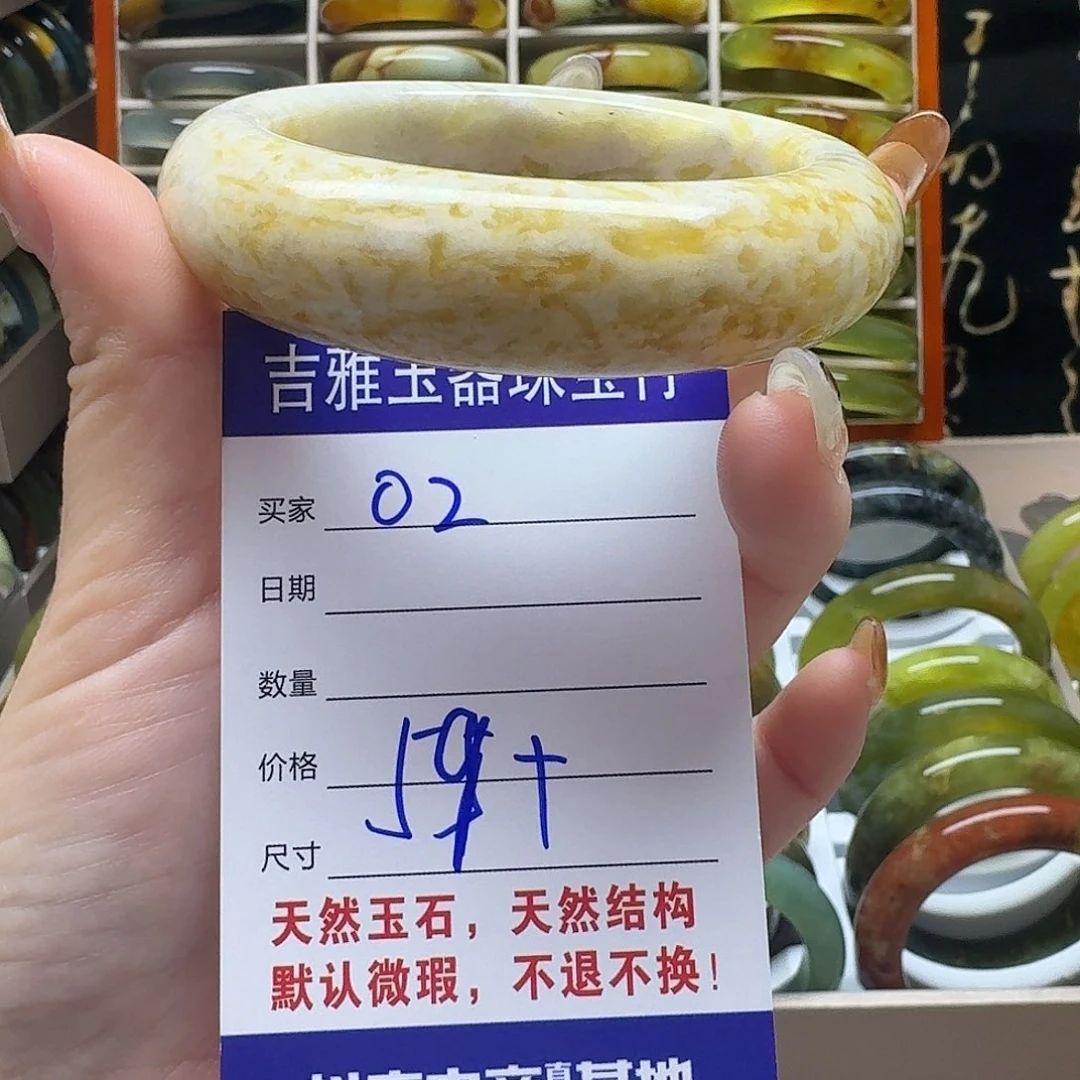 吉雅玉器珠宝行
买家 02
日期
数量
价格 59+
尺寸
天然玉石，天然结构
默认微瑕，不退不换！